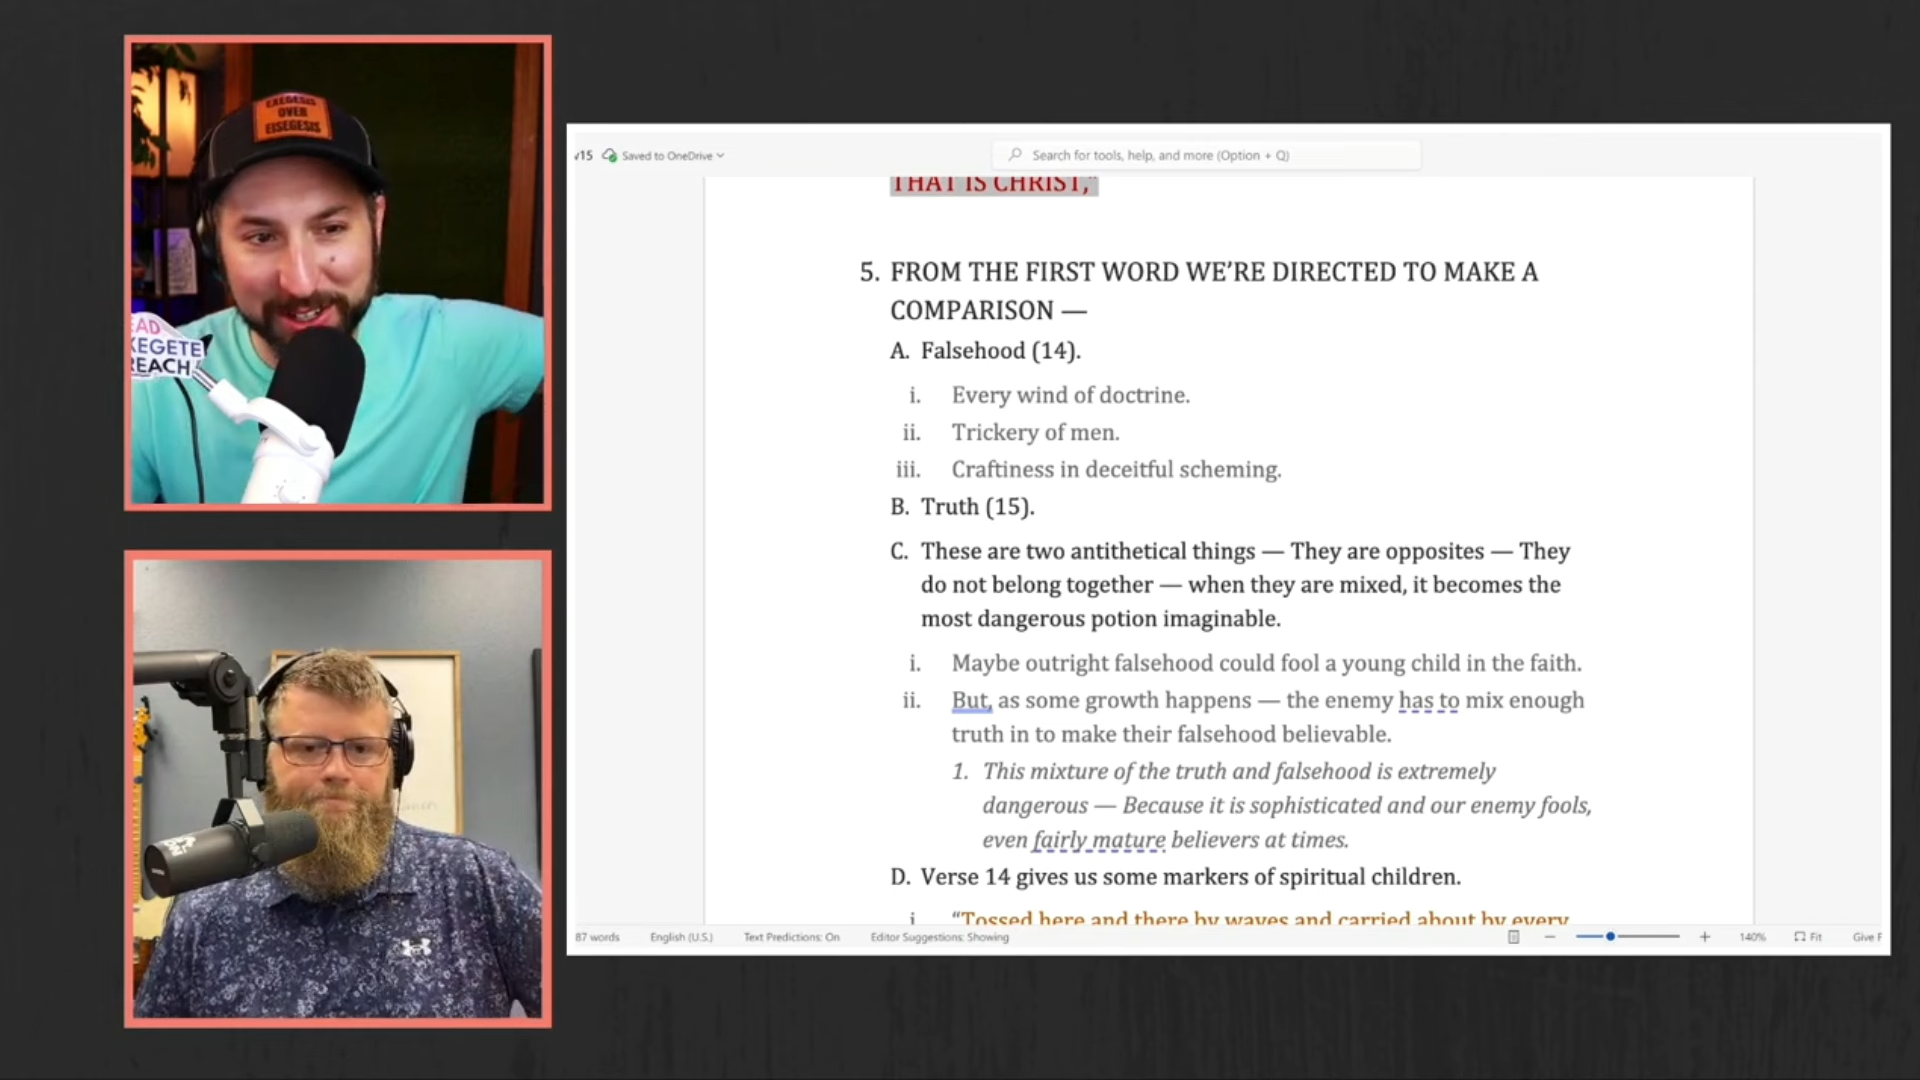 EXEGESIS
OVER
EISEGESIS
EAD
XEGETE
REACH
v15 Saved to OneDrive
Search for tools, help, and more (Option + Q)
THAT IS CHRIST,"
5. FROM THE FIRST WORD WE’RE DIRECTED TO MAKE A
COMPARISON —
A. Falsehood (14).
i. Every wind of doctrine.
ii. Trickery of men.
iii. Craftiness in deceitful scheming.
B. Truth (15).
C. These are two antithetical things — They are opposites — They
do not belong together — when they are mixed, it becomes the
most dangerous potion imaginable.
i. Maybe outright falsehood could fool a young child in the faith.
ii. But, as some growth happens — the enemy has to mix enough
truth in to make their falsehood believable.
1. This mixture of the truth and falsehood is extremely
dangerous — Because it is sophisticated and our enemy fools,
even fairly mature believers at times.
D. Verse 14 gives us some markers of spiritual children.
i. “Tossed here and there by waves and carried about by every
87 words English (U.S.) Text Predictions: On Editor Suggestions: Showing 140% Fit Give F